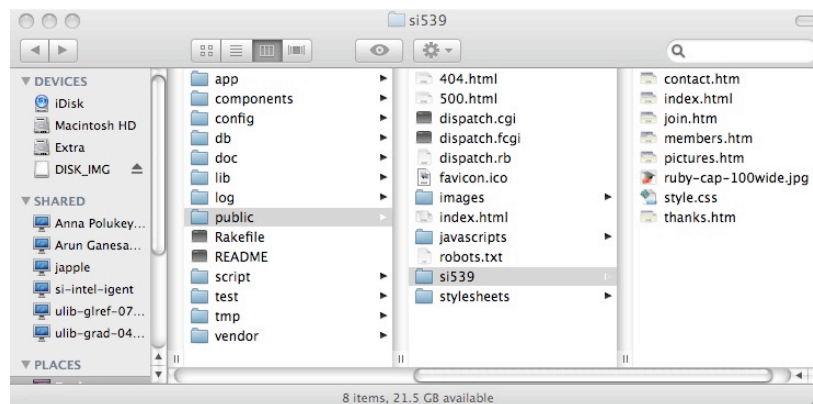 si539
DEVICES
iDisk
Macintosh HD
Extra
DISK_IMG
SHARED
Anna Polukey...
Arun Ganesa...
japple
si-intel-igent
ulib-glref-07...
ulib-grad-04...
PLACES
app
components
config
db
doc
lib
log
public
Rakefile
README
script
test
tmp
vendor
404.html
500.html
dispatch.cgi
dispatch.fcgi
dispatch.rb
favicon.ico
images
index.html
javascripts
robots.txt
si539
stylesheets
contact.htm
index.html
join.htm
members.htm
pictures.htm
ruby-cap-100wide.jpg
style.css
thanks.htm
8 items, 21.5 GB available